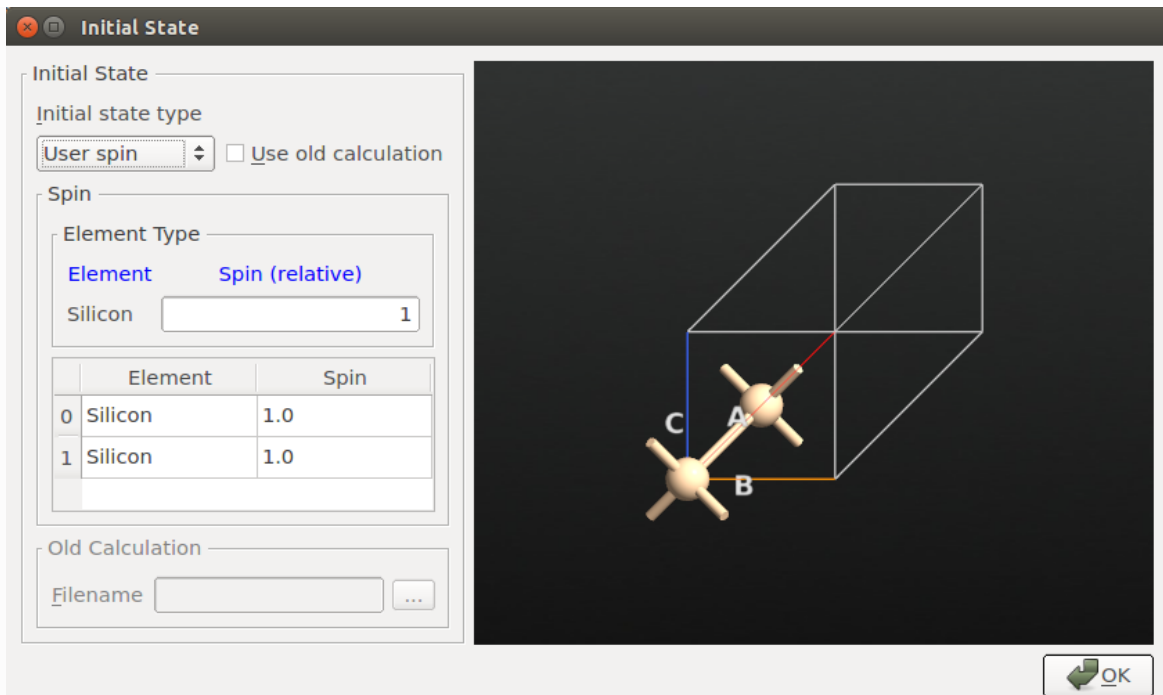 Initial State
Initial State
Initial state type
User spin
Use old calculation
Spin
Element Type
Element Spin (relative)
Silicon 1
Element Spin
0 Silicon 1.0
1 Silicon 1.0
Old Calculation
Filename ...
A
C
B
OK